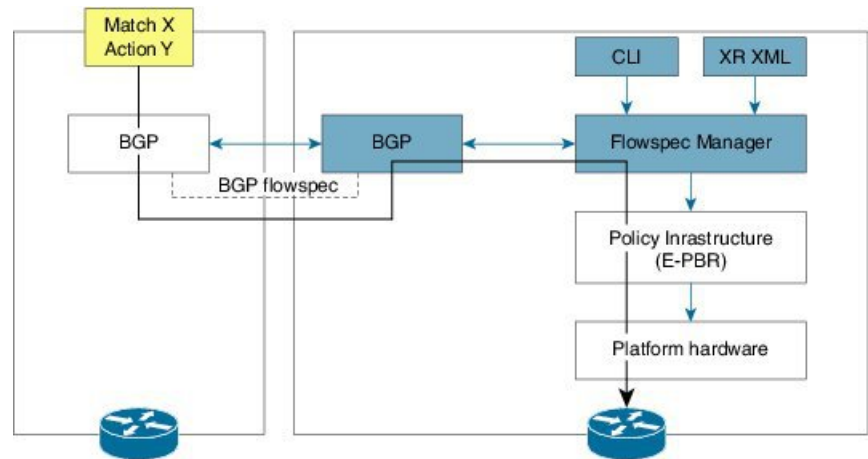 Match X
Action Y
CLI
XR XML
BGP
BGP
Flowspec Manager
BGP flowspec
Policy Inrastructure
(E-PBR)
Platform hardware